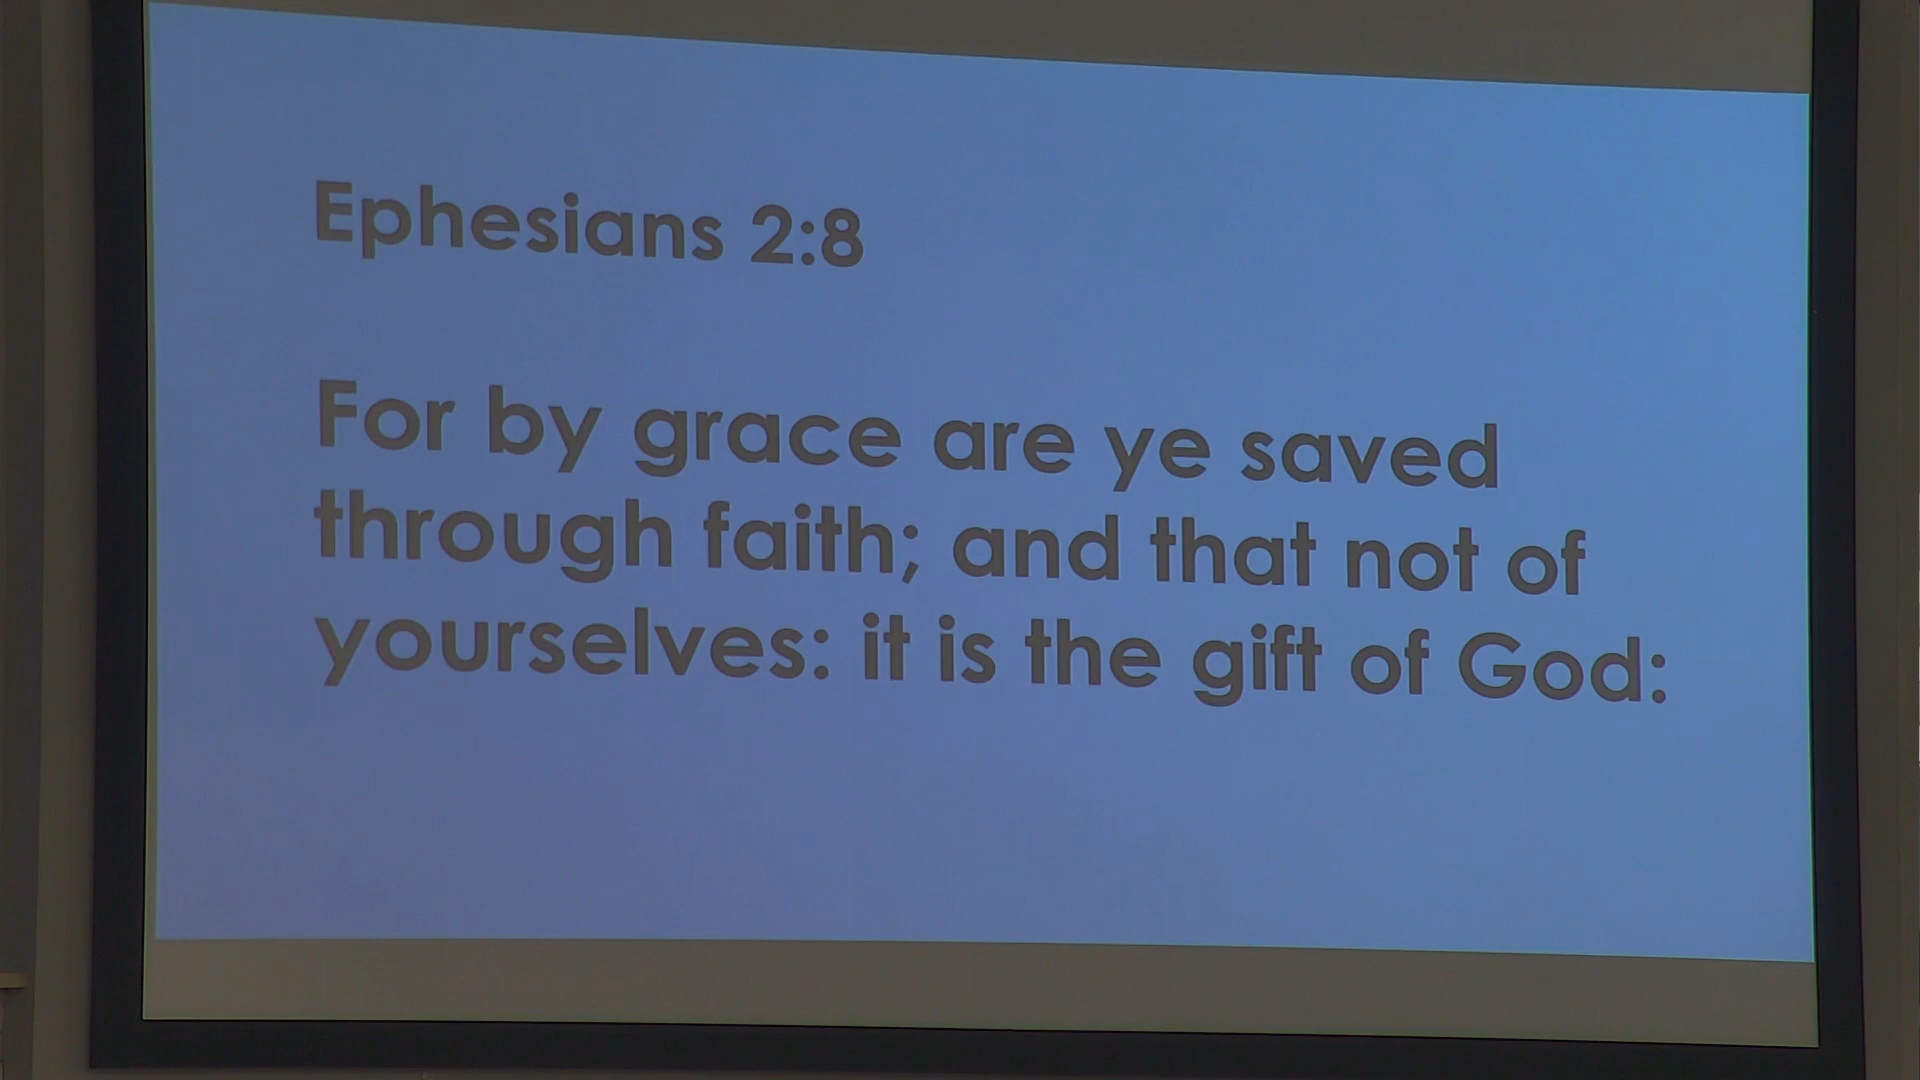 Ephesians 2:8
For by grace are ye saved
through faith; and that not of
yourselves: it is the gift of God: